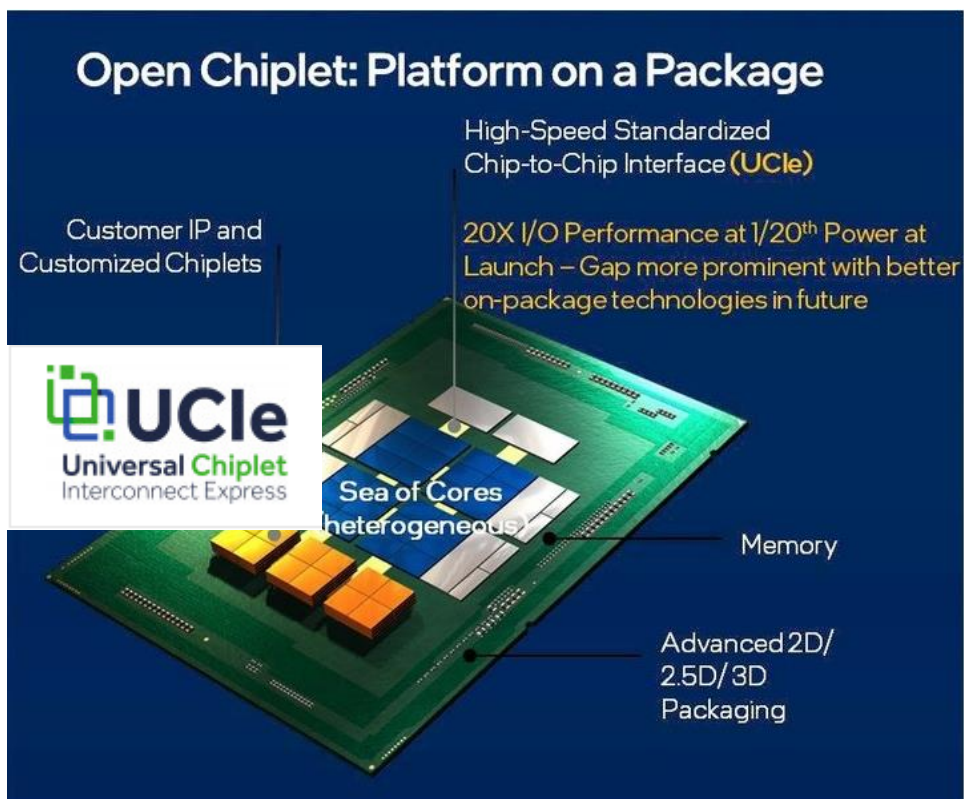 Open Chiplet: Platform on a Package
High-Speed Standardized
Chip-to-Chip Interface (UCIe)
Customer IP and
Customized Chiplets
20X I/O Performance at 1/20th Power at
Launch – Gap more prominent with better
on-package technologies in future
UCIe
Universal Chiplet
Interconnect Express
Sea of Cores
(heterogeneous)
Memory
Advanced 2D/
2.5D/3D
Packaging